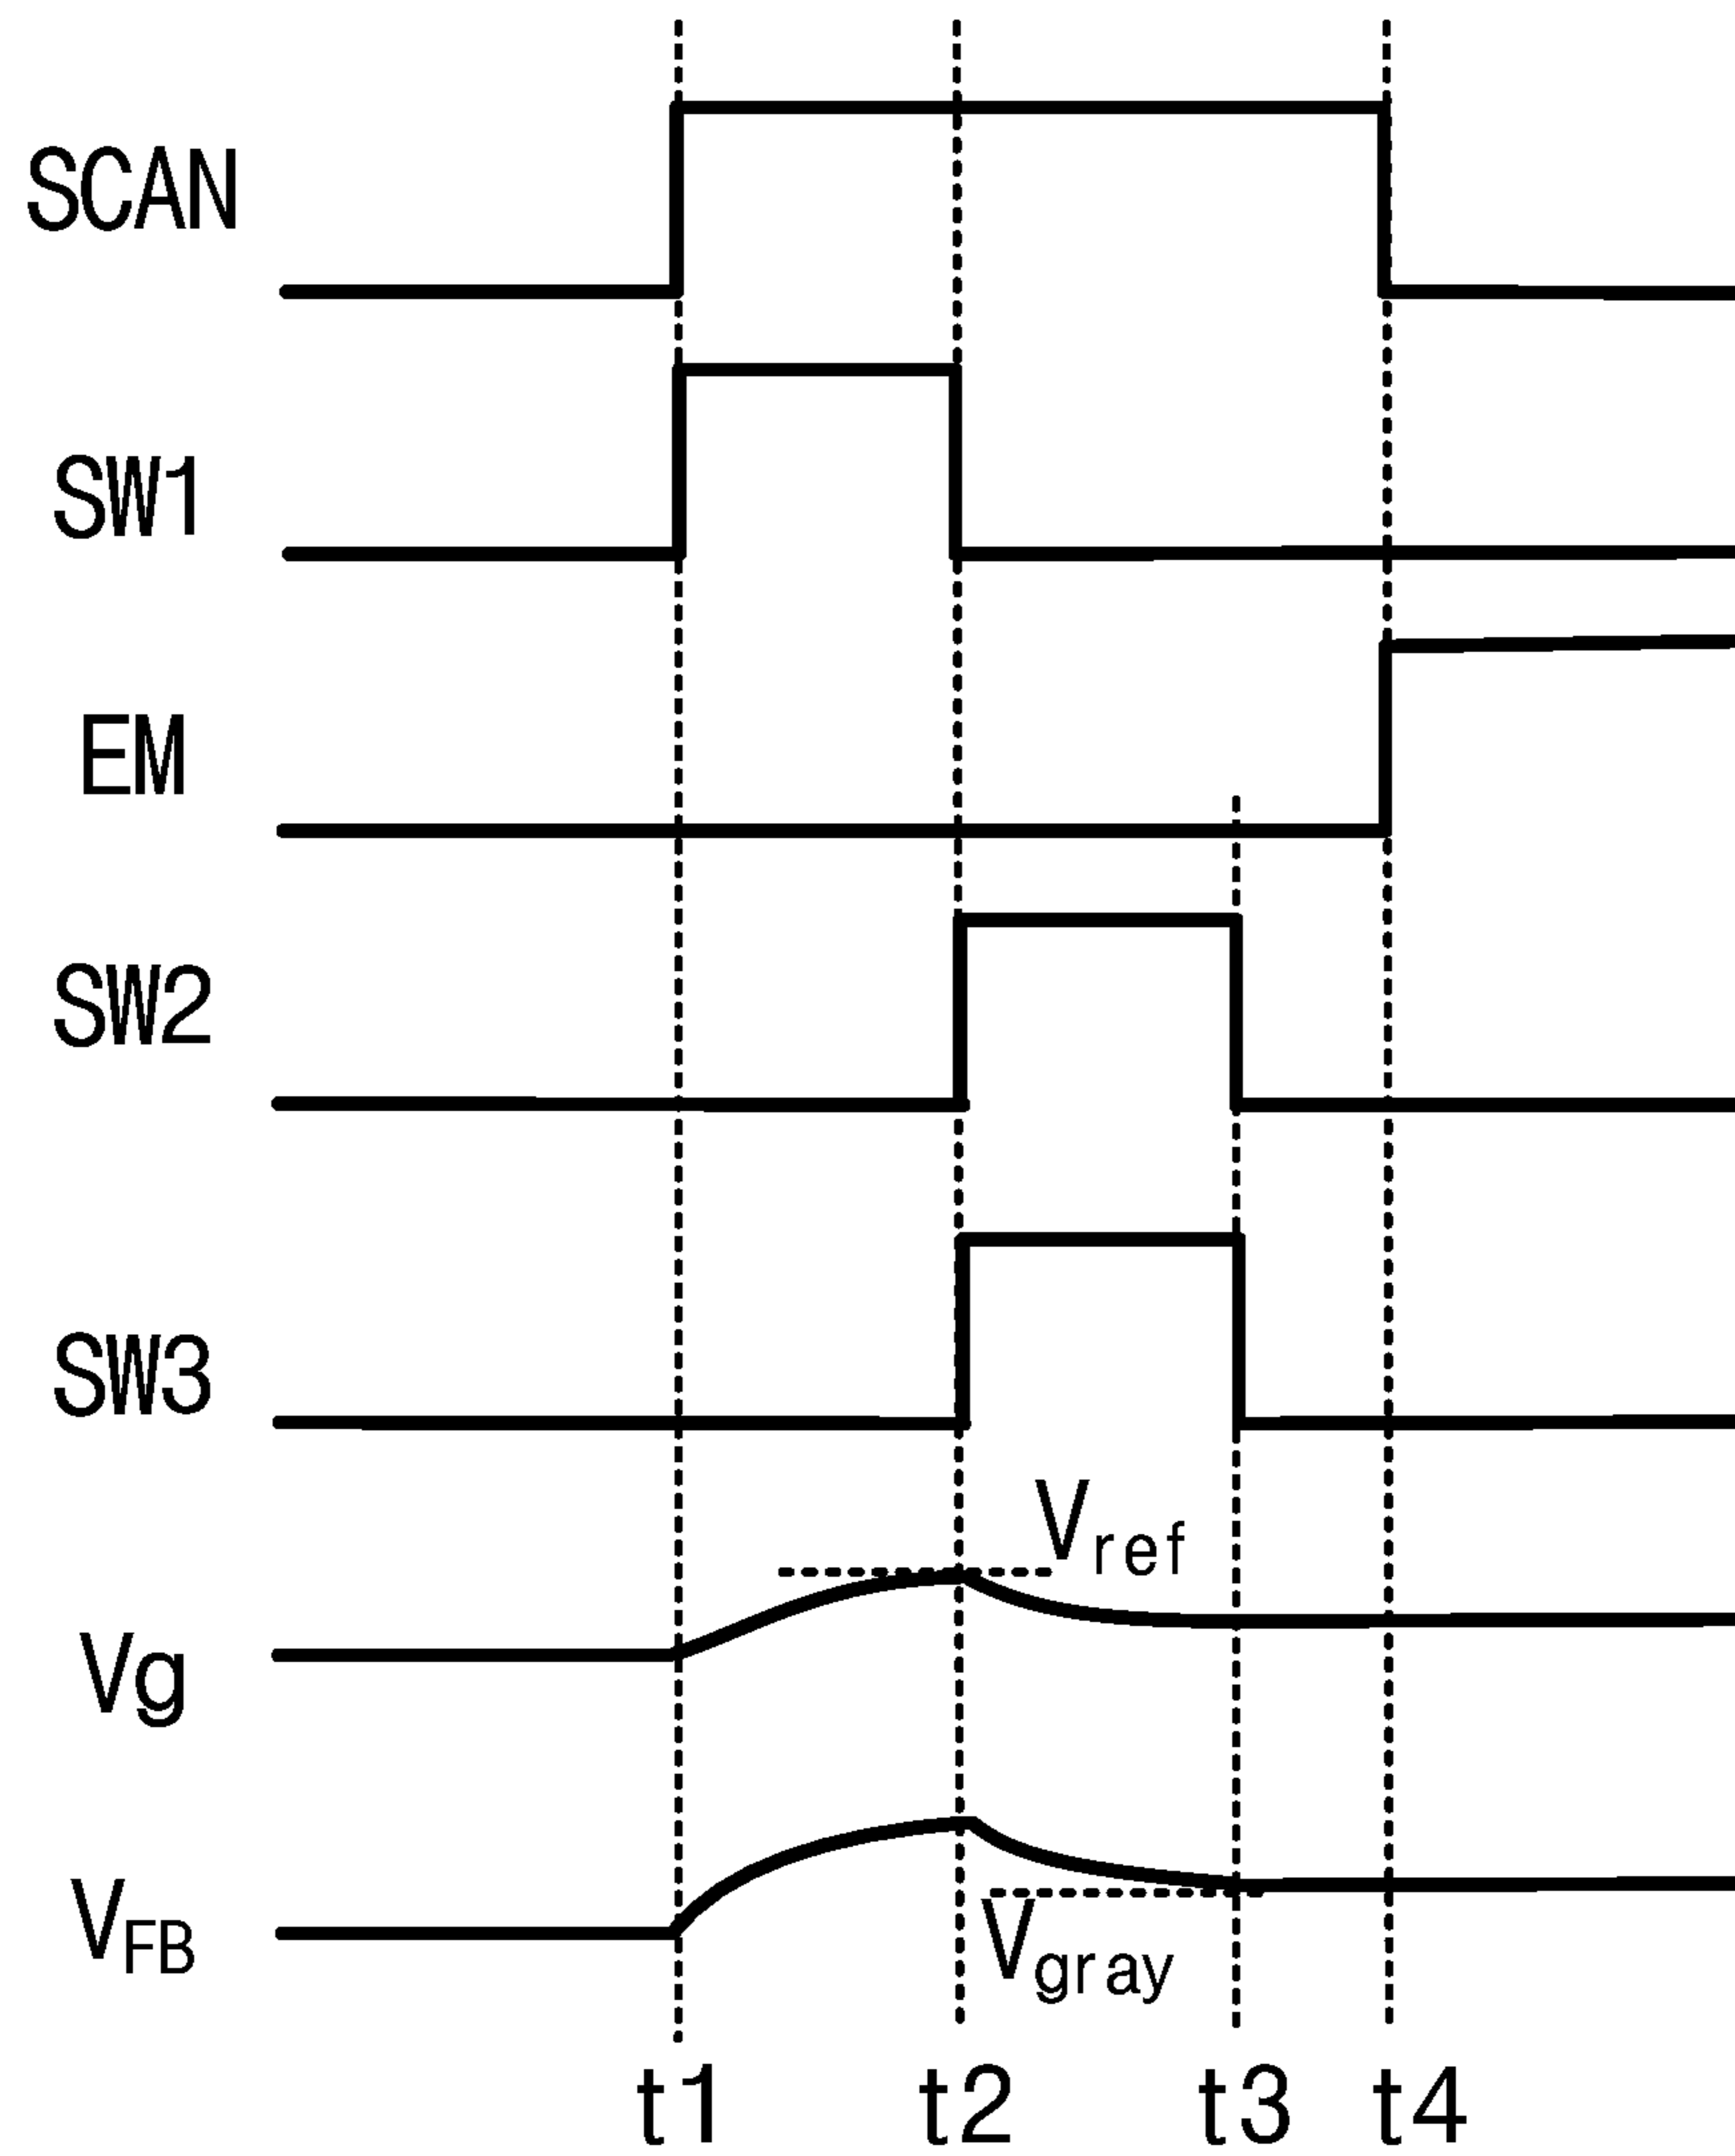 SCAN
SW1
EM
SW2
SW3
Vref
Vg
VFB
Vgray
t1 t2 t3 t4